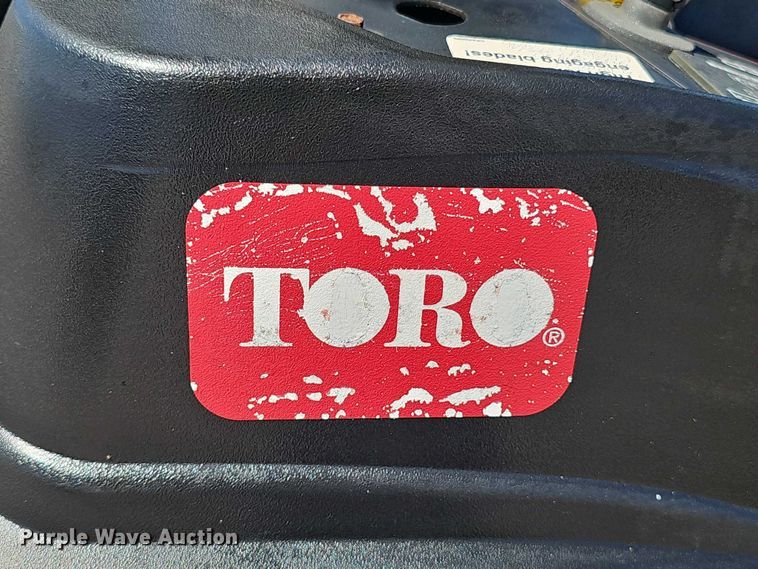 engaging blades!
TORO®
Purple Wave Auction